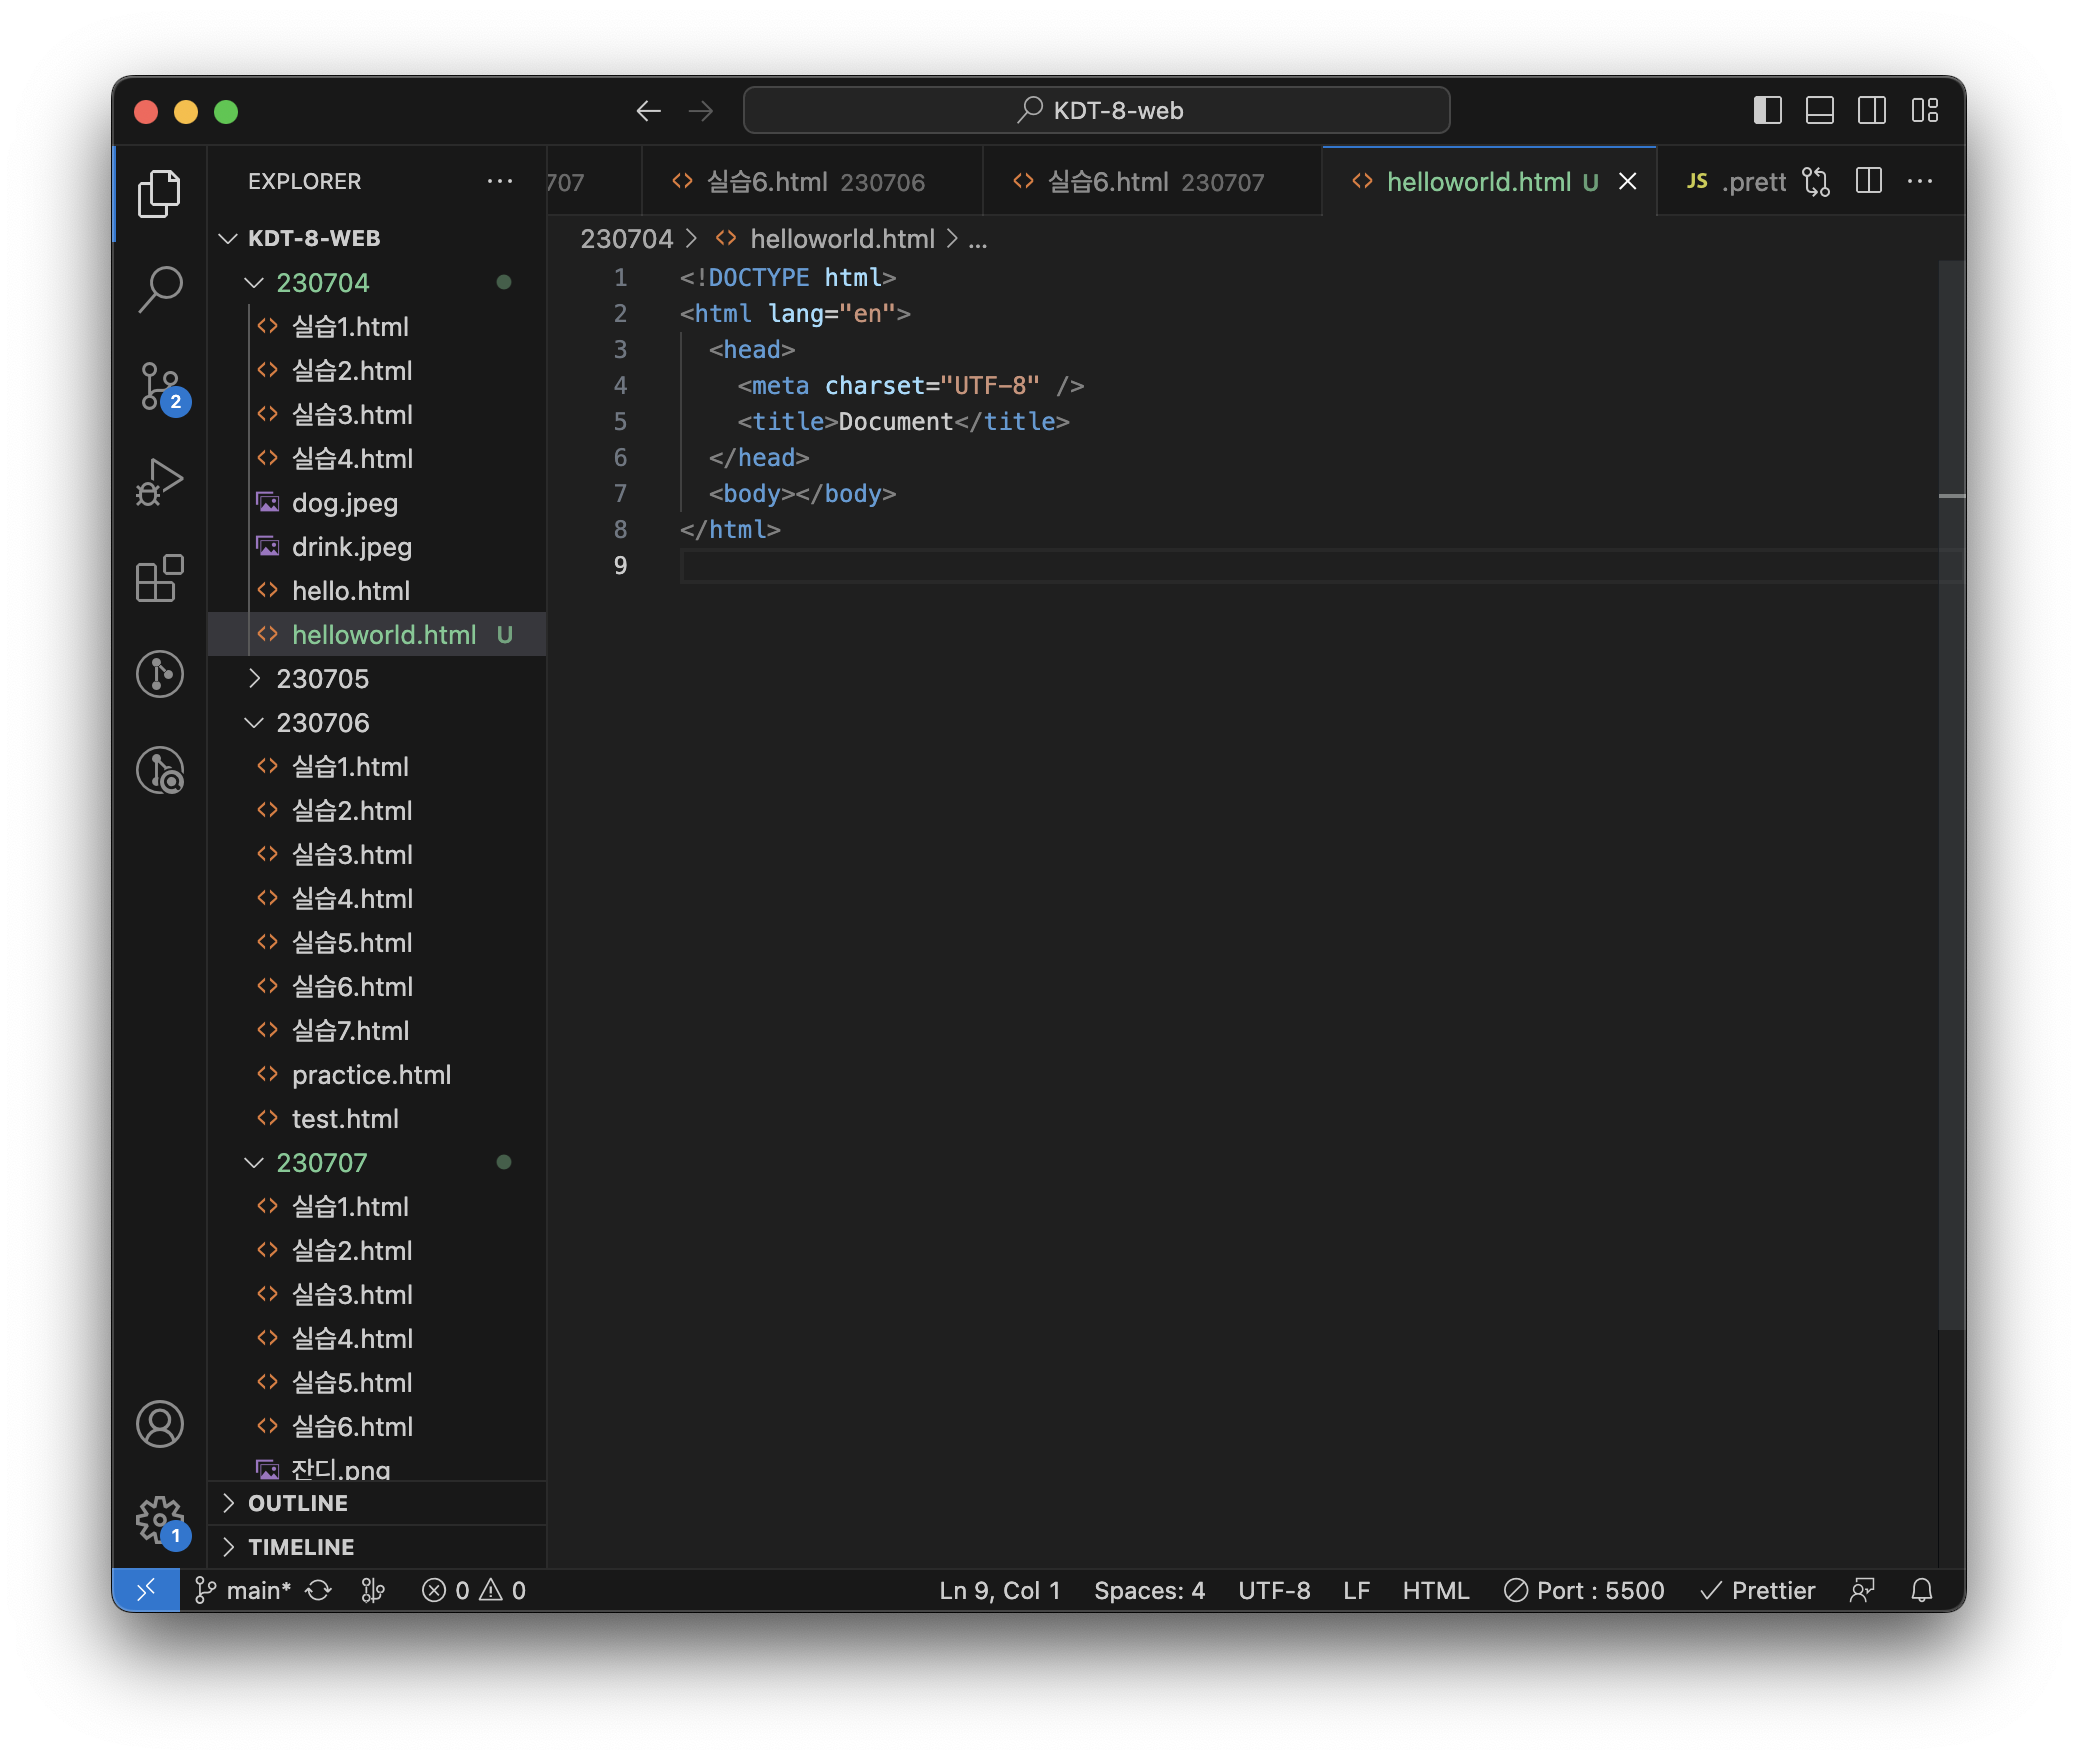 KDT-8-web
EXPLORER
707
실습6.html 230706
실습6.html 230707
helloworld.html U
JS .prett
KDT-8-WEB
230704
실습1.html
실습2.html
실습3.html
실습4.html
dog.jpeg
drink.jpeg
hello.html
helloworld.html U
230705
230706
실습1.html
실습2.html
실습3.html
실습4.html
실습5.html
실습6.html
실습7.html
practice.html
test.html
230707
실습1.html
실습2.html
실습3.html
실습4.html
실습5.html
실습6.html
잔디.png
OUTLINE
TIMELINE
2
1
230704 > helloworld.html > ...
1 <!DOCTYPE html>
2 <html lang="en">
3 <head>
4 <meta charset="UTF-8" />
5 <title>Document</title>
6 </head>
7 <body></body>
8 </html>
9
main* 0 0 Ln 9, Col 1 Spaces: 4 UTF-8 LF HTML Port : 5500 Prettier